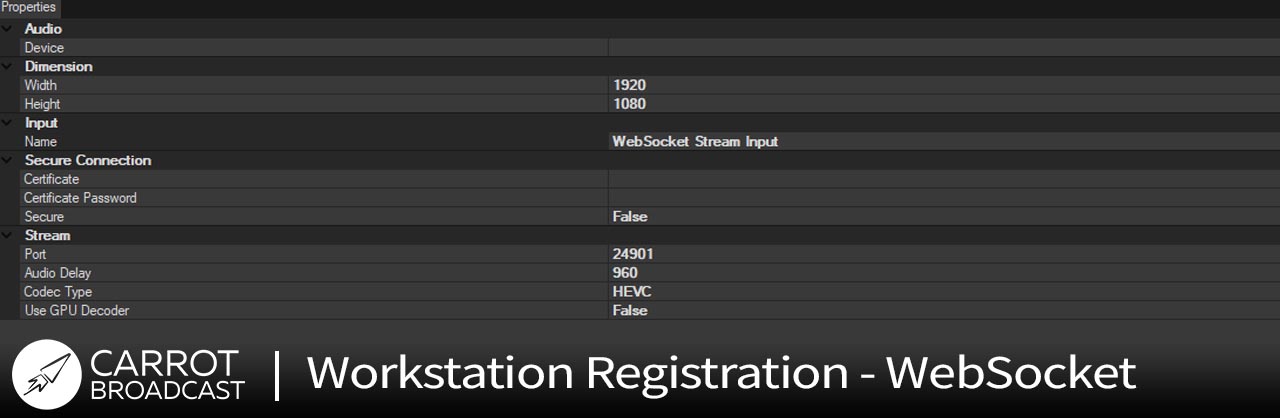 Properties
Audio
Device
Dimension
Width 1920
Height 1080
Input
Name WebSocket Stream Input
Secure Connection
Certificate
Certificate Password
Secure False
Stream
Port 24901
Audio Delay 960
Codec Type HEVC
Use GPU Decoder False
CARROT
BROADCAST
Workstation Registration - WebSocket